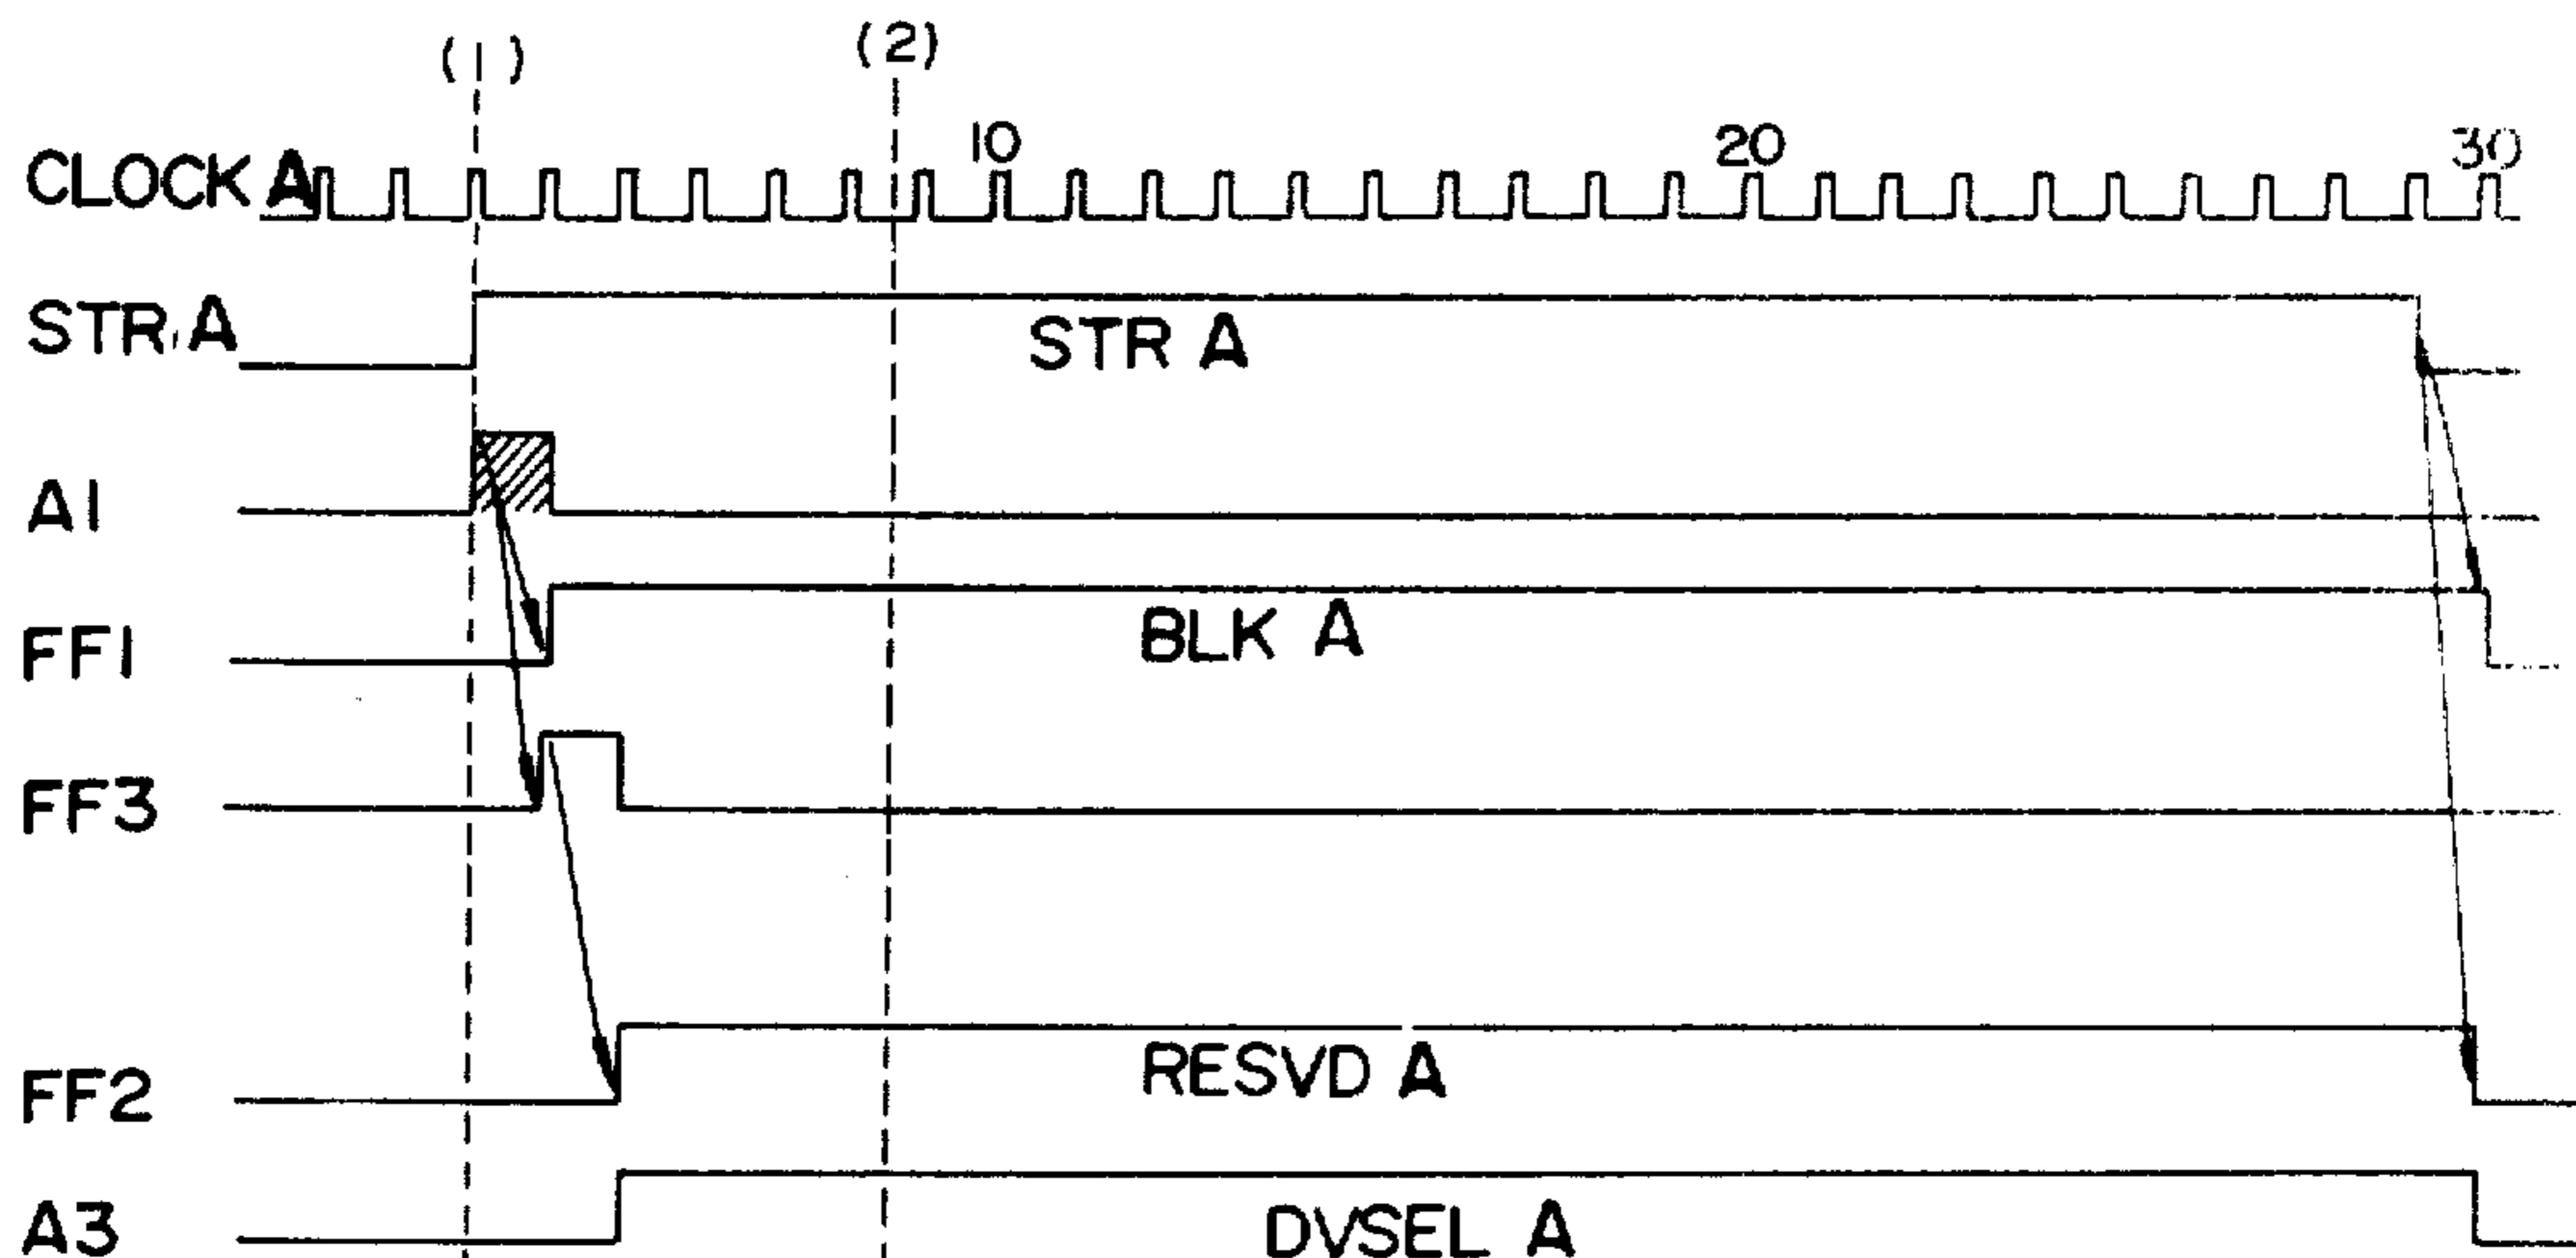 (1) (2)
CLOCK A 10 20 30
STR A STR A
A1
FF1 BLK A
FF3
FF2 RESVD A
A3 DVSEL A